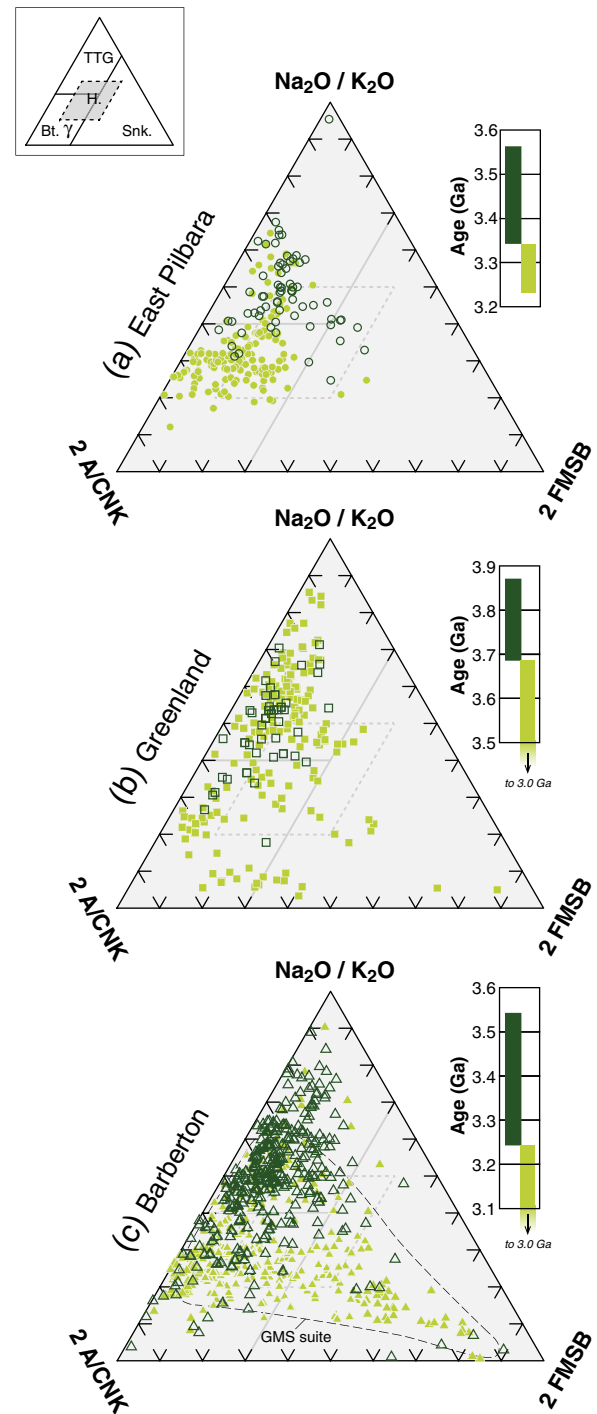 TTG
H.
Bt. γ Snk.
Na₂O / K₂O
(a) East Pilbara
2 A/CNK
2 FMSB
Age (Ga)
3.6
3.5
3.4
3.3
3.2
Na₂O / K₂O
(b) Greenland
2 A/CNK
2 FMSB
Age (Ga)
3.9
3.8
3.7
3.6
3.5
to 3.0 Ga
Na₂O / K₂O
(c) Barberton
GMS suite
2 A/CNK
2 FMSB
Age (Ga)
3.6
3.5
3.4
3.3
3.2
3.1
to 3.0 Ga